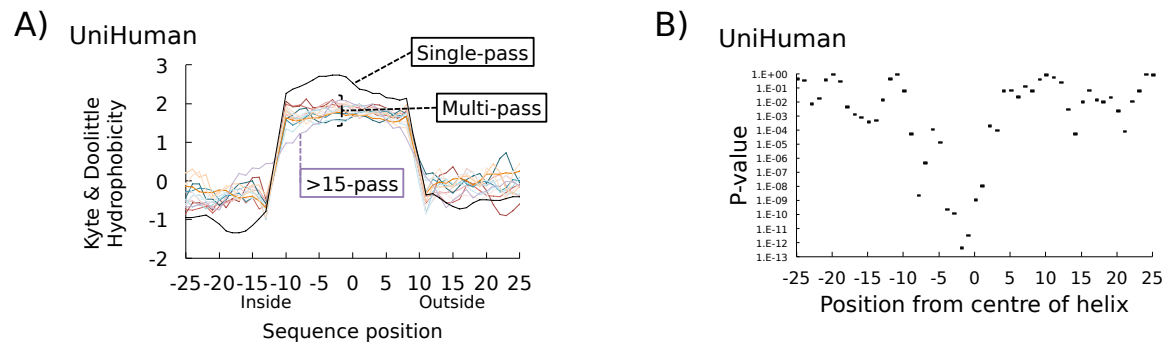 A)
UniHuman
Kyte & Doolittle
Hydrophobicity
3
2
1
0
-1
-2
Single-pass
Multi-pass
>15-pass
-25 -20 -15 -10 -5 0 5 10 15 20 25
Inside Outside
Sequence position
B)
UniHuman
P-value
1.E+00
1.E-01
1.E-02
1.E-03
1.E-04
1.E-05
1.E-06
1.E-07
1.E-08
1.E-09
1.E-10
1.E-11
1.E-12
1.E-13
-25 -20 -15 -10 -5 0 5 10 15 20 25
Position from centre of helix